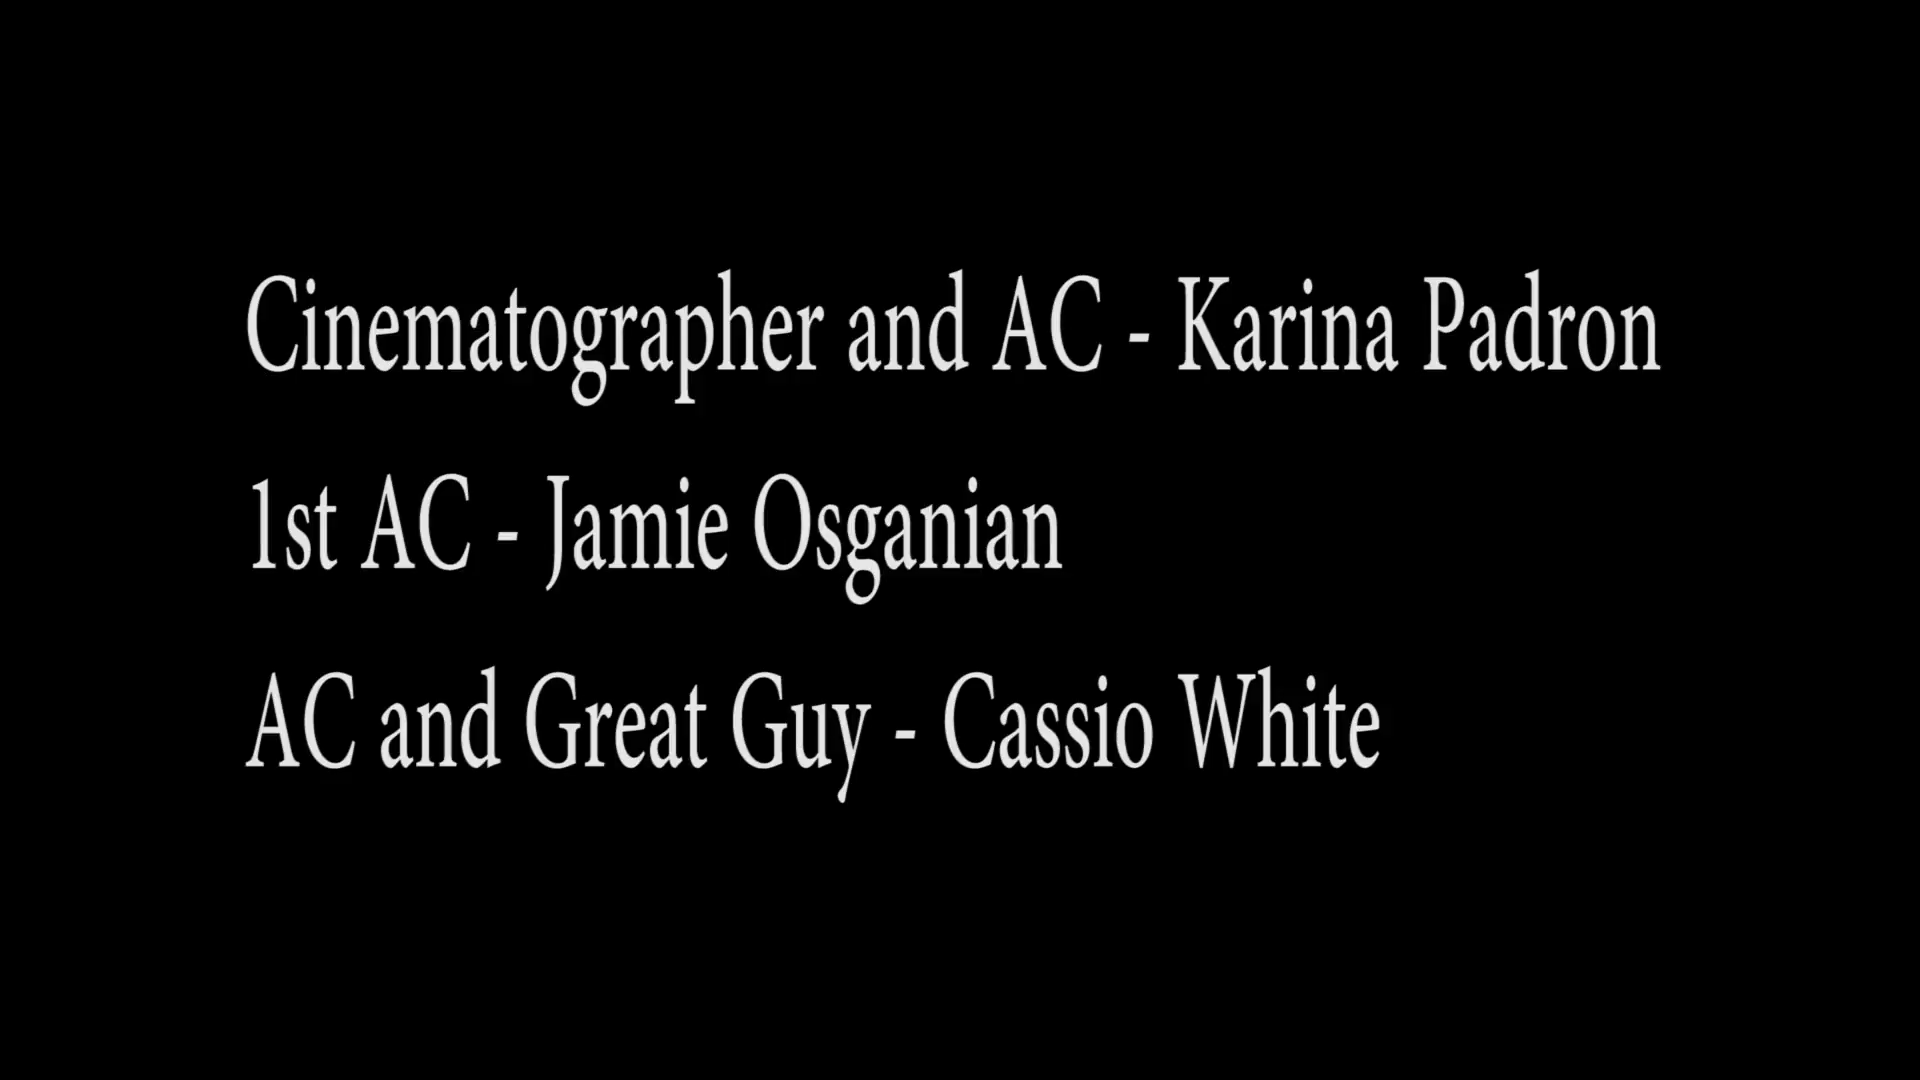 Cinematographer and AC - Karina Padron
1st AC - Jamie Osganian
AC and Great Guy - Cassio White